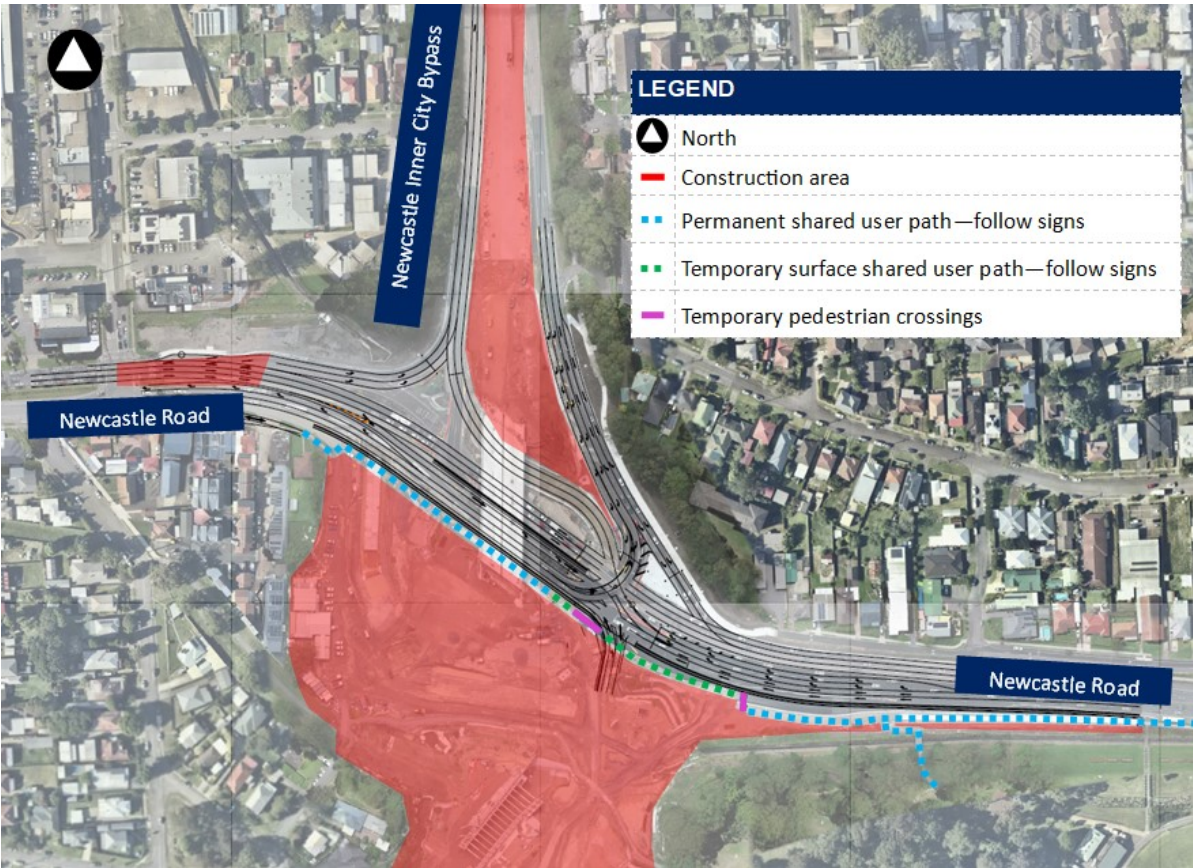 Newcastle Inner City Bypass
LEGEND
North
Construction area
Permanent shared user path—follow signs
Temporary surface shared user path—follow signs
Temporary pedestrian crossings
Newcastle Road
Newcastle Road